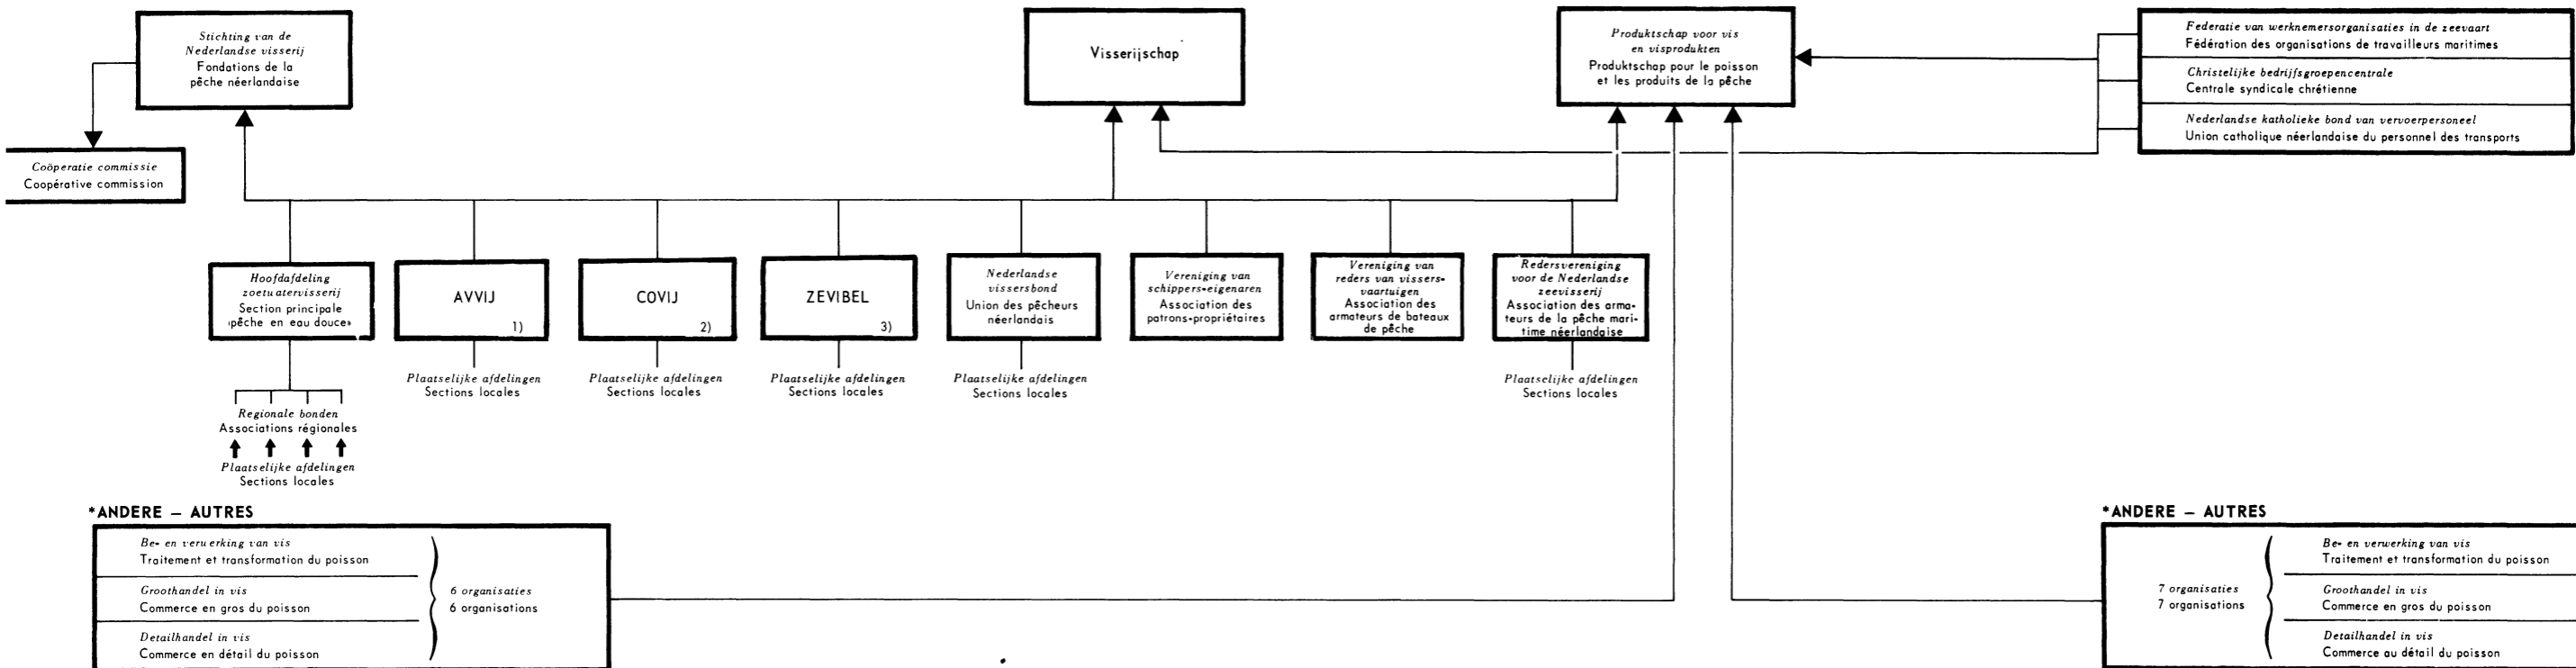 Stichting van de
Nederlandse visserij
Fondations de la
pêche néerlandaise
Visserijschap
Produktschap voor vis
en visprodukten
Produktschap pour le poisson
et les produits de la pêche
Federatie van werknemersorganisaties in de zeevaart
Fédération des organisations de travailleurs maritimes
Christelijke bedrijfsgroepencentrale
Centrale syndicale chrétienne
Nederlandse katholieke bond van vervoerpersoneel
Union catholique néerlandaise du personnel des transports
Coöperatie commissie
Coopérative commission
Hoofdafdeling
zoetwatervisserij
Section principale
‹pêche en eau douce»
AVVIJ
1)
COVIJ
2)
ZEVIBEL
3)
Nederlandse
vissersbond
Union des pêcheurs
néerlandais
Vereniging van
schippers-eigenaren
Association des
patrons-propriétaires
Vereniging van
reders van vissers-
vaartuigen
Association des
armateurs de bateaux
de pêche
Redersvereniging
voor de Nederlandse
zeevisserij
Association des arma-
teurs de la pêche mari-
time néerlandaise
Plaatselijke afdelingen
Sections locales
Plaatselijke afdelingen
Sections locales
Plaatselijke afdelingen
Sections locales
Plaatselijke afdelingen
Sections locales
Plaatselijke afdelingen
Sections locales
Regionale bonden
Associations régionales
Plaatselijke afdelingen
Sections locales
*ANDERE – AUTRES
Be- en verwerking van vis
Traitement et transformation du poisson
Groothandel in vis
Commerce en gros du poisson
Detailhandel in vis
Commerce en détail du poisson
6 organisaties
6 organisations
*ANDERE – AUTRES
7 organisaties
7 organisations
Be- en verwerking van vis
Traitement et transformation du poisson
Groothandel in vis
Commerce en gros du poisson
Detailhandel in vis
Commerce au détail du poisson